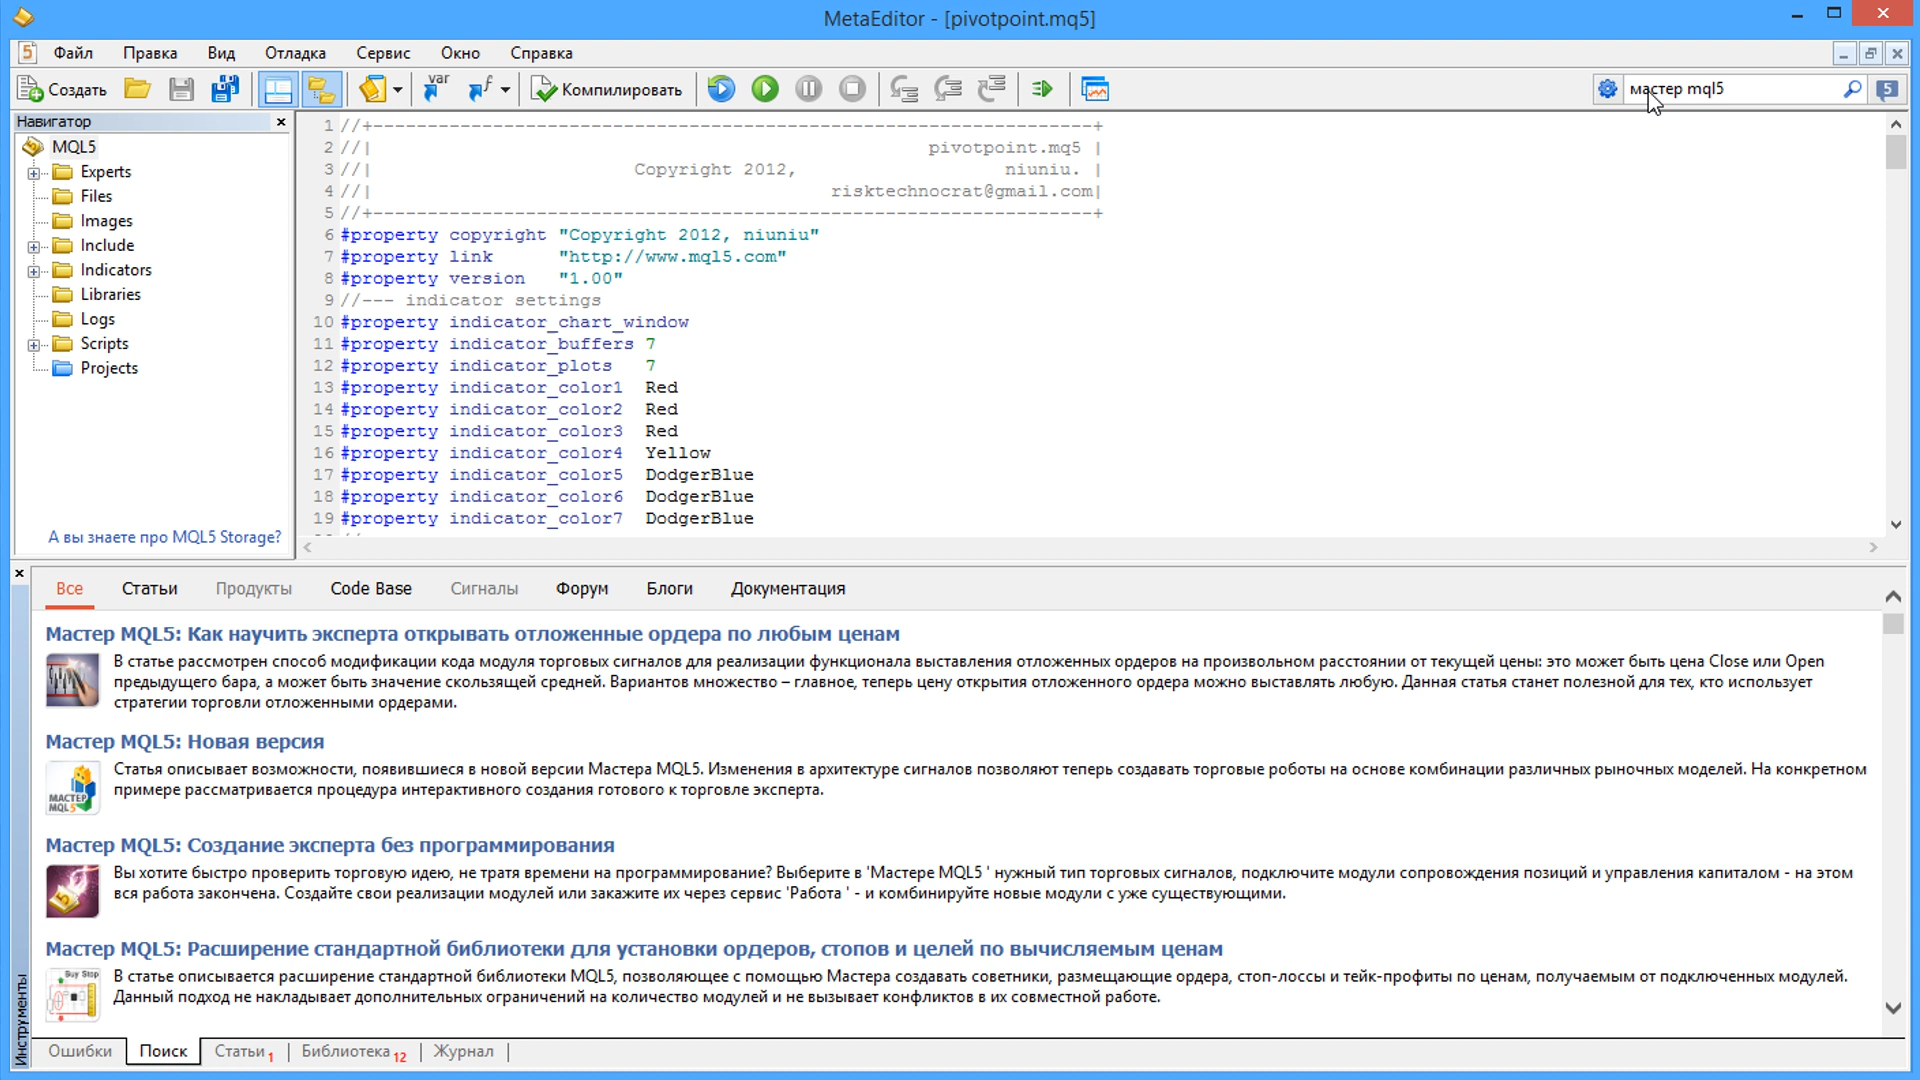 MetaEditor - [pivotpoint.mq5]
Файл Правка Вид Отладка Сервис Окно Справка
Создать var Компилировать мастер mql5 5
Навигатор
MQL5
Experts
Files
Images
Include
Indicators
Libraries
Logs
Scripts
Projects
А вы знаете про MQL5 Storage?
1 //+------------------------------------------------------------------+
2 //| pivotpoint.mq5 |
3 //| Copyright 2012, niuniu. |
4 //| risktechnocrat@gmail.com|
5 //+------------------------------------------------------------------+
6 #property copyright "Copyright 2012, niuniu"
7 #property link "http://www.mql5.com"
8 #property version "1.00"
9 //--- indicator settings
10 #property indicator_chart_window
11 #property indicator_buffers 7
12 #property indicator_plots 7
13 #property indicator_color1 Red
14 #property indicator_color2 Red
15 #property indicator_color3 Red
16 #property indicator_color4 Yellow
17 #property indicator_color5 DodgerBlue
18 #property indicator_color6 DodgerBlue
19 #property indicator_color7 DodgerBlue
Все Статьи Продукты Code Base Сигналы Форум Блоги Документация
Мастер MQL5: Как научить эксперта открывать отложенные ордера по любым ценам
В статье рассмотрен способ модификации кода модуля торговых сигналов для реализации функционала выставления отложенных ордеров на произвольном расстоянии от текущей цены: это может быть цена Close или Open
предыдущего бара, а может быть значение скользящей средней. Вариантов множество – главное, теперь цену открытия отложенного ордера можно выставлять любую. Данная статья станет полезной для тех, кто использует
стратегии торговли отложенными ордерами.
Мастер MQL5: Новая версия
МАСТЕР
MQL5
Статья описывает возможности, появившиеся в новой версии Мастера MQL5. Изменения в архитектуре сигналов позволяют теперь создавать торговые роботы на основе комбинации различных рыночных моделей. На конкретном
примере рассматривается процедура интерактивного создания готового к торговле эксперта.
Мастер MQL5: Создание эксперта без программирования
Вы хотите быстро проверить торговую идею, не тратя времени на программирование? Выберите в 'Мастере MQL5 ' нужный тип торговых сигналов, подключите модули сопровождения позиций и управления капиталом - на этом
вся работа закончена. Создайте свои реализации модулей или закажите их через сервис 'Работа ' - и комбинируйте новые модули с уже существующими.
Мастер MQL5: Расширение стандартной библиотеки для установки ордеров, стопов и целей по вычисляемым ценам
Buy Stop
В статье описывается расширение стандартной библиотеки MQL5, позволяющее с помощью Мастера создавать советники, размещающие ордера, стоп-лоссы и тейк-профиты по ценам, получаемым от подключенных модулей.
Данный подход не накладывает дополнительных ограничений на количество модулей и не вызывает конфликтов в их совместной работе.
Инструменты
Ошибки Поиск Статьи 1 Библиотека 12 Журнал